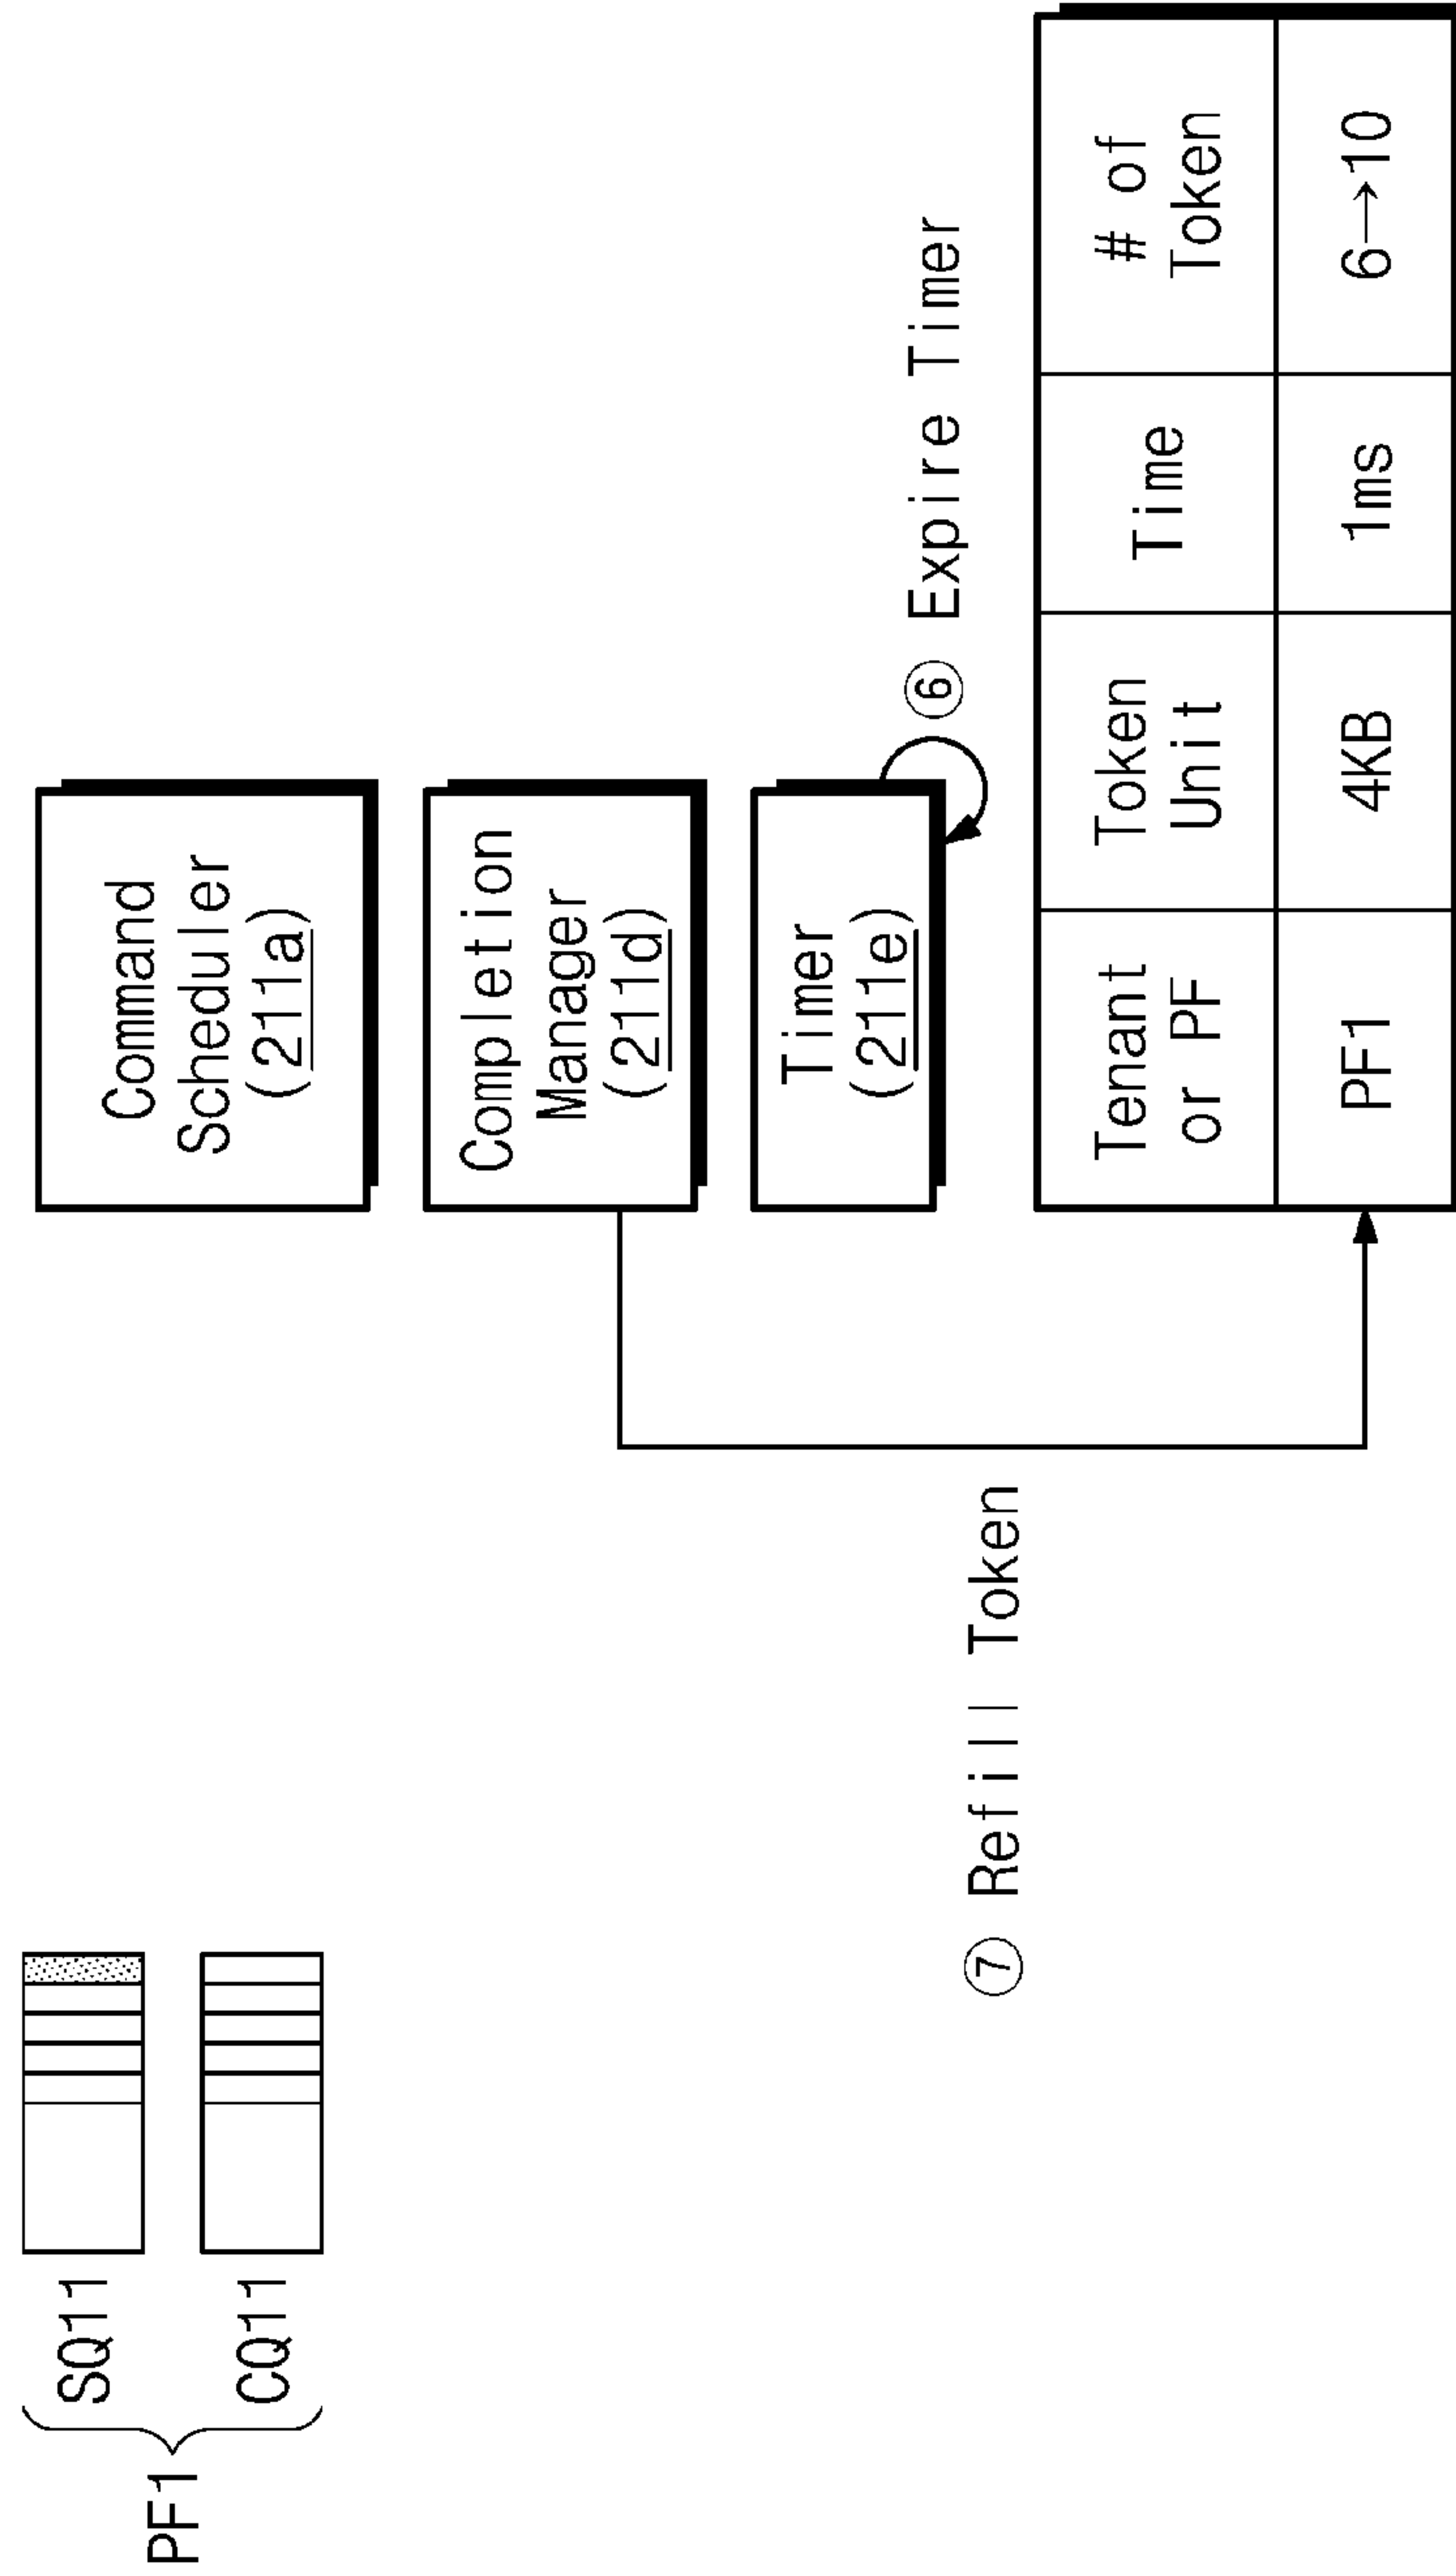 PF1
SQ11
CQ11
Command
Scheduler
(211a)
Completion
Manager
(211d)
Timer
(211e)
⑥ Expire Timer
⑦ Refill Token
Tenant
or PF
Token
Unit
Time
# of
Token
PF1
4KB
1ms
6→10